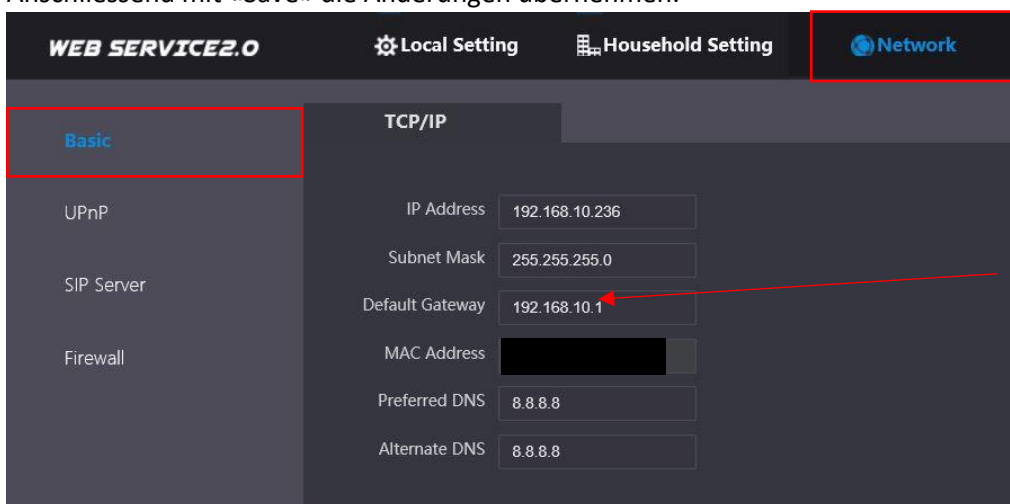 Anschliessend mit «Save» die Änderungen übernehmen.
WEB SERVICE2.0 Local Setting Household Setting Network
Basic
TCP/IP
UPnP
SIP Server
Firewall
IP Address 192.168.10.236
Subnet Mask 255.255.255.0
Default Gateway 192.168.10.1
MAC Address
Preferred DNS 8.8.8.8
Alternate DNS 8.8.8.8